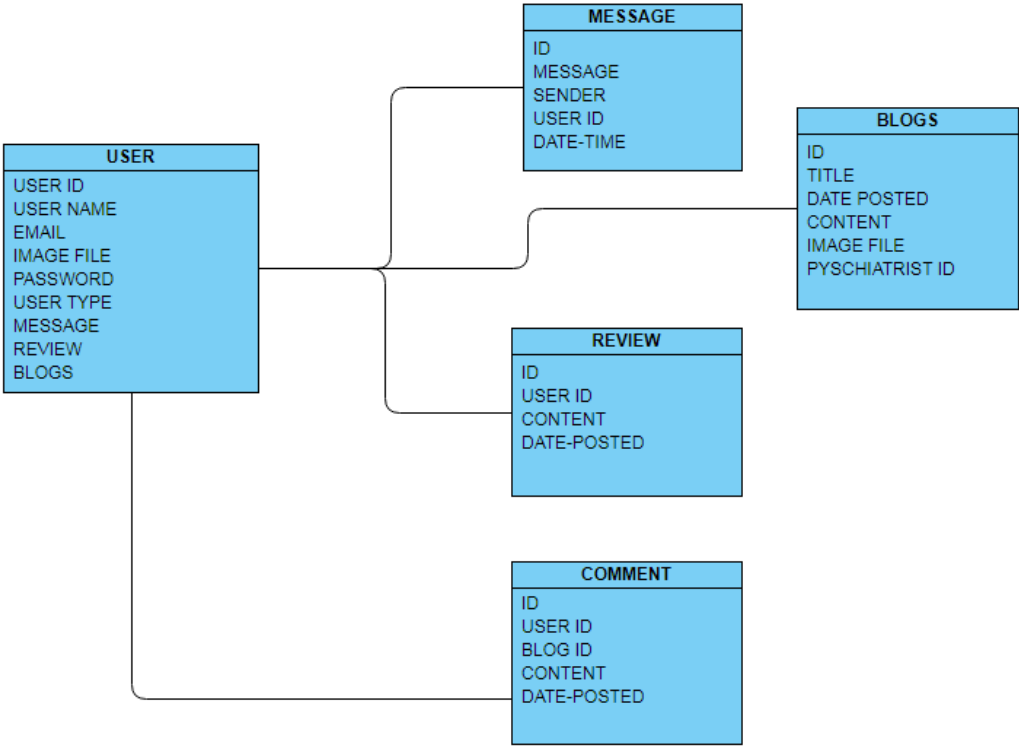 MESSAGE
ID
MESSAGE
SENDER
USER ID
DATE-TIME
BLOGS
ID
TITLE
DATE POSTED
CONTENT
IMAGE FILE
PYSCHIATRIST ID
USER
USER ID
USER NAME
EMAIL
IMAGE FILE
PASSWORD
USER TYPE
MESSAGE
REVIEW
BLOGS
REVIEW
ID
USER ID
CONTENT
DATE-POSTED
COMMENT
ID
USER ID
BLOG ID
CONTENT
DATE-POSTED